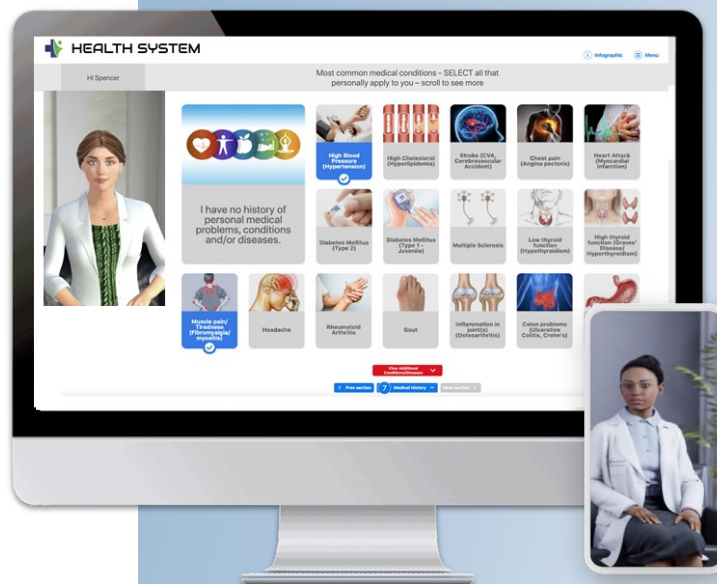 HEALTH SYSTEM
Infographic
Menu
Hi Spencer
Most common medical conditions - SELECT all that
personally apply to you – scroll to see more
I have no history of
personal medical
problems, conditions
and/or diseases.
High Blood
Pressure
(Hypertension)
High Cholesterol
(Hyperlipidemia)
Stroke (CVA,
Cerebrovascular
Accident)
Chest pain
(Angina pectoris)
Heart Attack
(Myocardial
Infarction)
Diabetes Mellitus
(Type 2)
Diabetes Mellitus
(Type 1 -
Juvenile)
Multiple Sclerosis
Low thyroid
function
(Hypothyroidism)
High thyroid
function (Graves'
Disease/
Hyperthyroidism)
Muscle pain/
Tiredness
(Fibromyalgia/
myositis)
Headache
Rheumatoid
Arthritis
Gout
Inflammation in
joint(s)
(Osteoarthritis)
Colon problems
(Ulcerative
Colitis, Crohn's)
View Additional
Conditions/Diseases
Prev section
7
Medical History
Next section